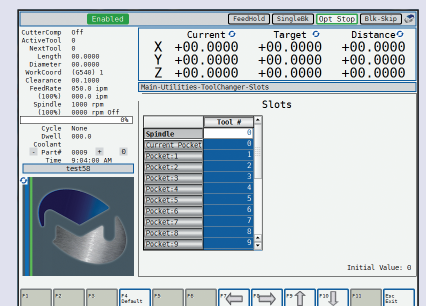 Enabled
FeedHold SingleBk Opt Stop Blk-Skip
CutterComp Off
ActiveTool 0
NextTool 0
Length 00.0000
Diameter 00.0000
WorkCoord (G540) 1
Clearance 00.1000
FeedRate 050.0 ipm
(100%) 000.0 ipm
Spindle 1000 rpm
(100%) 0000 rpm Off
0%
Cycle None
Dwell 000.0
Coolant
- Part# 0009 + 0
Time 9:04:00 AM
test58
Current Target Distance
X +00.0000 +00.0000 +00.0000
Y +00.0000 +00.0000 +00.0000
Z +00.0000 +00.0000 +00.0000
Main-Utilities-ToolChanger-Slots
Slots
Tool #
Spindle 0
Current Pocket 0
Pocket:1 1
Pocket:2 2
Pocket:3 3
Pocket:4 4
Pocket:5 5
Pocket:6 6
Pocket:7 7
Pocket:8 8
Pocket:9 9
Initial Value: 0
F1 F2 F3 F4 F5 F6 F7 F8 F9 F10 F11 Esc
Default Exit